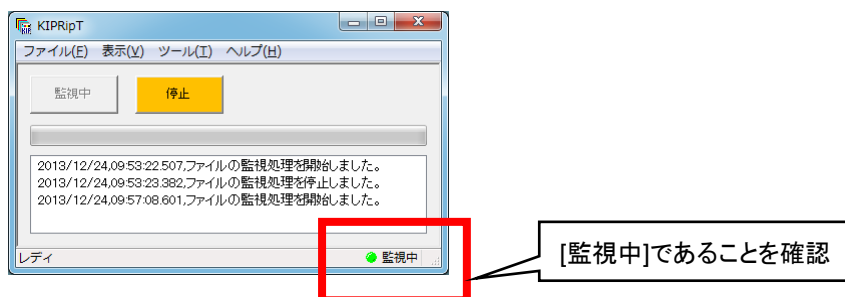 KIPRipT
ファイル(F) 表示(V) ツール(T) ヘルプ(H)
監視中 停止
2013/12/24,09:53:22.507,ファイルの監視処理を開始しました。
2013/12/24,09:53:23.382,ファイルの監視処理を停止しました。
2013/12/24,09:57:08.601,ファイルの監視処理を開始しました。
レディ 監視中
[監視中]であることを確認